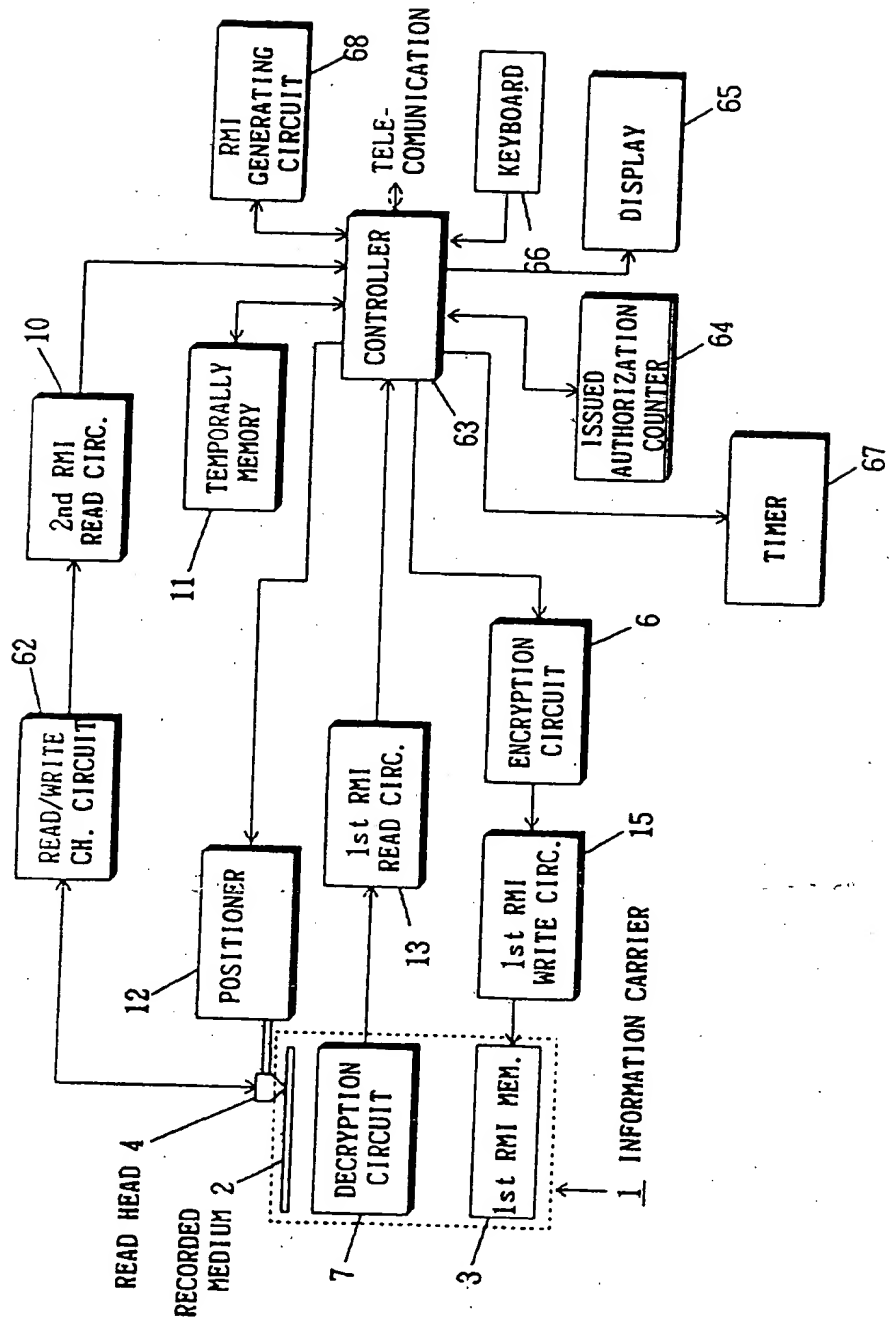 READ HEAD 4
RECORDED
MEDIUM 2
READ/WRITE
CH. CIRCUIT
62
2nd RMI
READ CIRC.
10
RMI
GENERATING
CIRCUIT
68
POSITIONER
12
TEMPORALLY
MEMORY
11
TELE-
COMUNICATION
CONTROLLER
63
DECRYPTION
CIRCUIT
7
1st RMI
READ CIRC.
13
KEYBOARD
66
1st RMI MEM.
3
1st RMI
WRITE CIRC.
15
ENCRYPTION
CIRCUIT
6
ISSUED
AUTHORIZATION
COUNTER
64
DISPLAY
65
1 INFORMATION CARRIER
TIMER
67